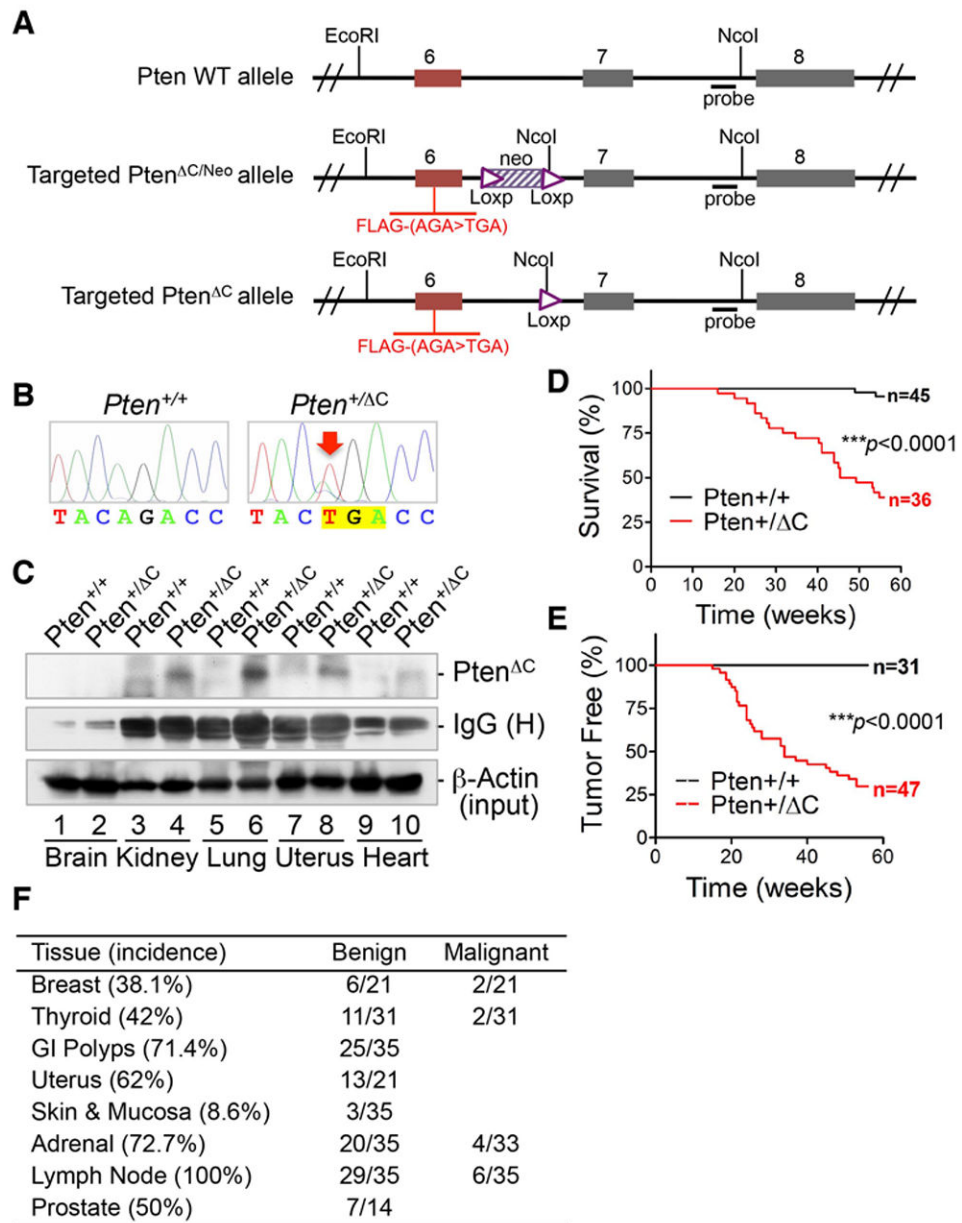 A
EcoRI 6 7 NcoI 8
Pten WT allele
probe
EcoRI 6 neo NcoI 7 NcoI 8
Targeted Pten^ΔC/Neo allele
Loxp Loxp probe
FLAG-(AGA>TGA)
EcoRI 6 NcoI 7 NcoI 8
Targeted Pten^ΔC allele
Loxp probe
FLAG-(AGA>TGA)
B
Pten+/+ Pten+/ΔC
T A C A G A C C T A C T G A C C
C
Pten+/+ Pten+/ΔC Pten+/+ Pten+/ΔC Pten+/+ Pten+/ΔC Pten+/+ Pten+/ΔC Pten+/+ Pten+/ΔC
- PtenΔC
- IgG (H)
- β-Actin
(input)
1 2 3 4 5 6 7 8 9 10
Brain Kidney Lung Uterus Heart
D
Survival (%)
100
75
50
25
0
n=45
***p<0.0001
n=36
Pten+/+
Pten+/ΔC
0 10 20 30 40 50 60
Time (weeks)
E
Tumor Free (%)
100
75
50
25
0
n=31
***p<0.0001
n=47
Pten+/+
Pten+/ΔC
0 20 40 60
Time (weeks)
F
Tissue (incidence) Benign Malignant
Breast (38.1%) 6/21 2/21
Thyroid (42%) 11/31 2/31
GI Polyps (71.4%) 25/35
Uterus (62%) 13/21
Skin & Mucosa (8.6%) 3/35
Adrenal (72.7%) 20/35 4/33
Lymph Node (100%) 29/35 6/35
Prostate (50%) 7/14